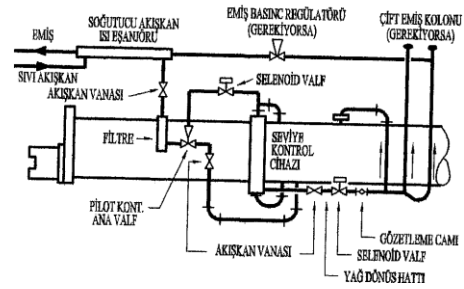 SOĞUTUCU AKIŞKAN
ISI EŞANJÖRÜ
EMİŞ BASINC REGÜLATÖRÜ
(GEREKİYORSA)
ÇİFT EMİŞ KOLONU
(GEREKİYORSA)
EMİŞ
SIVI AKIŞKAN
AKIŞKAN VANASI
SELENOİD VALF
FİLTRE
SEVİYE
KONTROL
CİHAZI
PİLOT KONT.
ANA VALF
AKIŞKAN VANASI
GÖZETLEME CAMI
SELENOİD VALF
YAĞ DÖNÜS HATTI